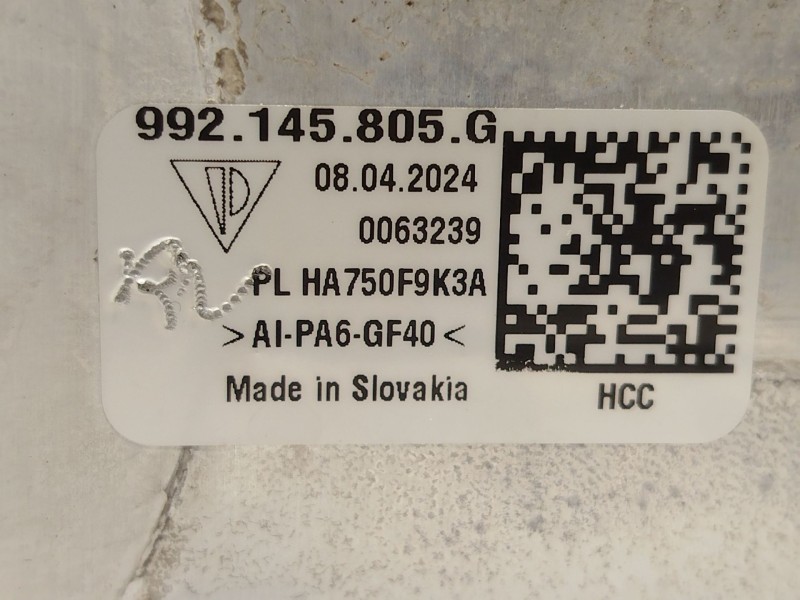 992.145.805.G
08.04.2024
0063239
PL HA750F9K3A
>AI-PA6-GF40<
Made in Slovakia
HCC